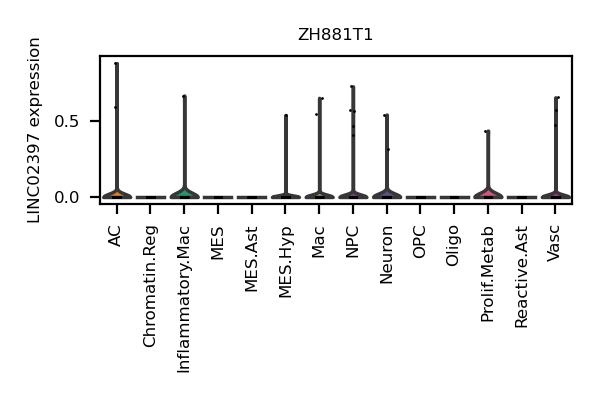 ZH881T1
LINC02397 expression
0.5
0.0
AC
Chromatin.Reg
Inflammatory.Mac
MES
MES.Ast
MES.Hyp
Mac
NPC
Neuron
OPC
Oligo
Prolif.Metab
Reactive.Ast
Vasc